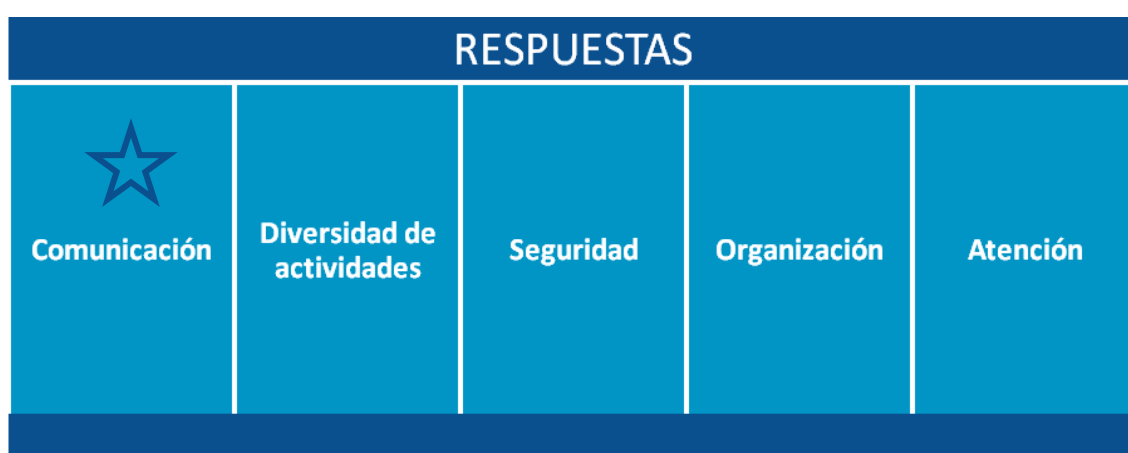 RESPUESTAS
Comunicación
Diversidad de
actividades
Seguridad
Organización
Atención